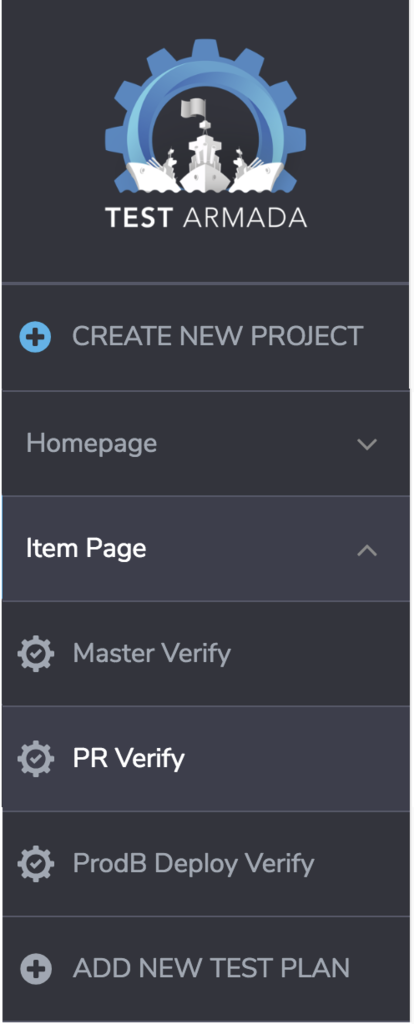 TEST ARMADA
CREATE NEW PROJECT
Homepage
Item Page
Master Verify
PR Verify
ProdB Deploy Verify
ADD NEW TEST PLAN